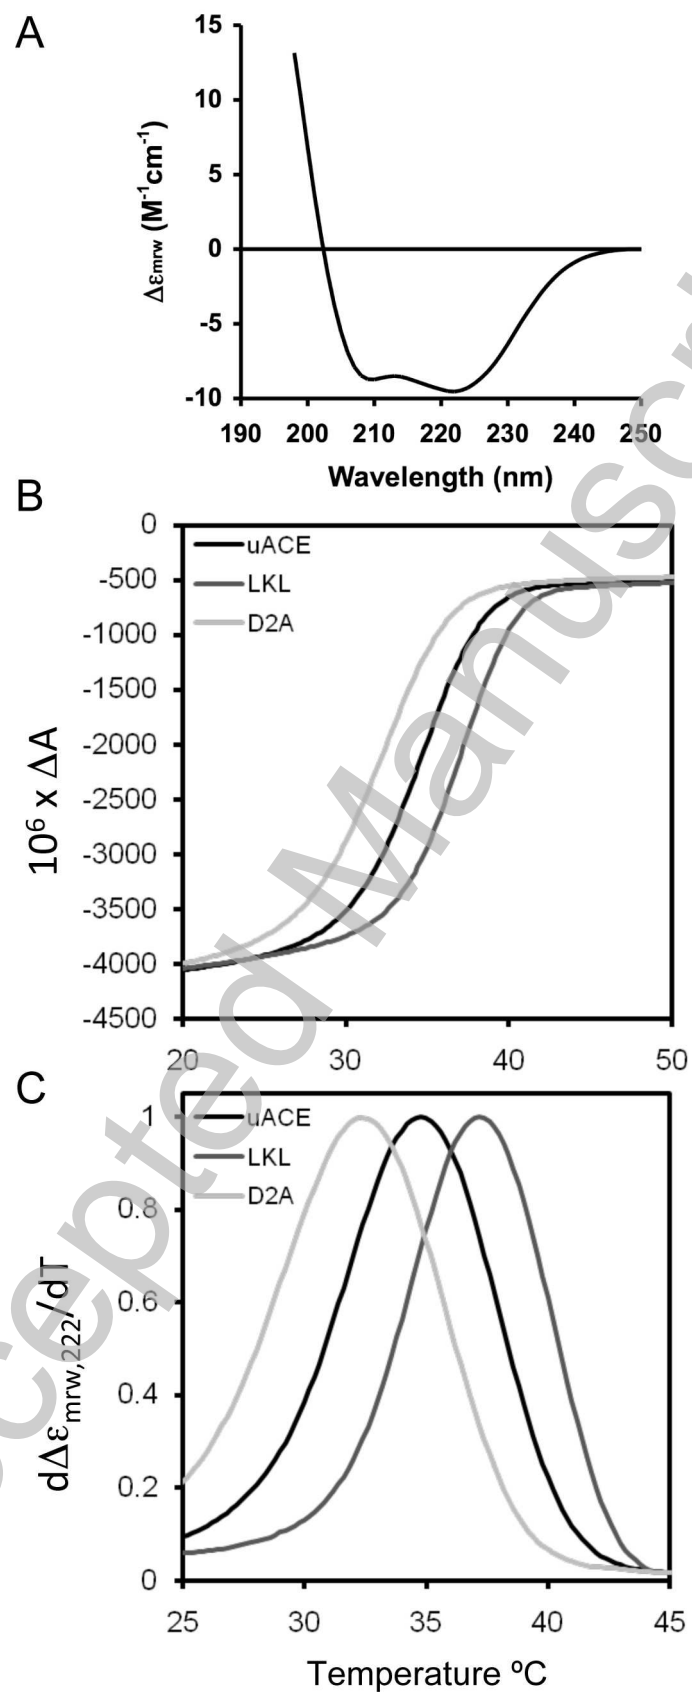 A
15
10
5
0
-5
-10
Δεmrw (M-1cm-1)
190 200 210 220 230 240 250
Wavelength (nm)
B
0
-500
-1000
-1500
-2000
-2500
-3000
-3500
-4000
-4500
10⁶ x ΔA
uACE
LKL
D2A
20 30 40 50
C
1
0.8
0.6
0.4
0.2
0
dΔεmrw,222/dT
uACE
LKL
D2A
25 30 35 40 45
Temperature ºC